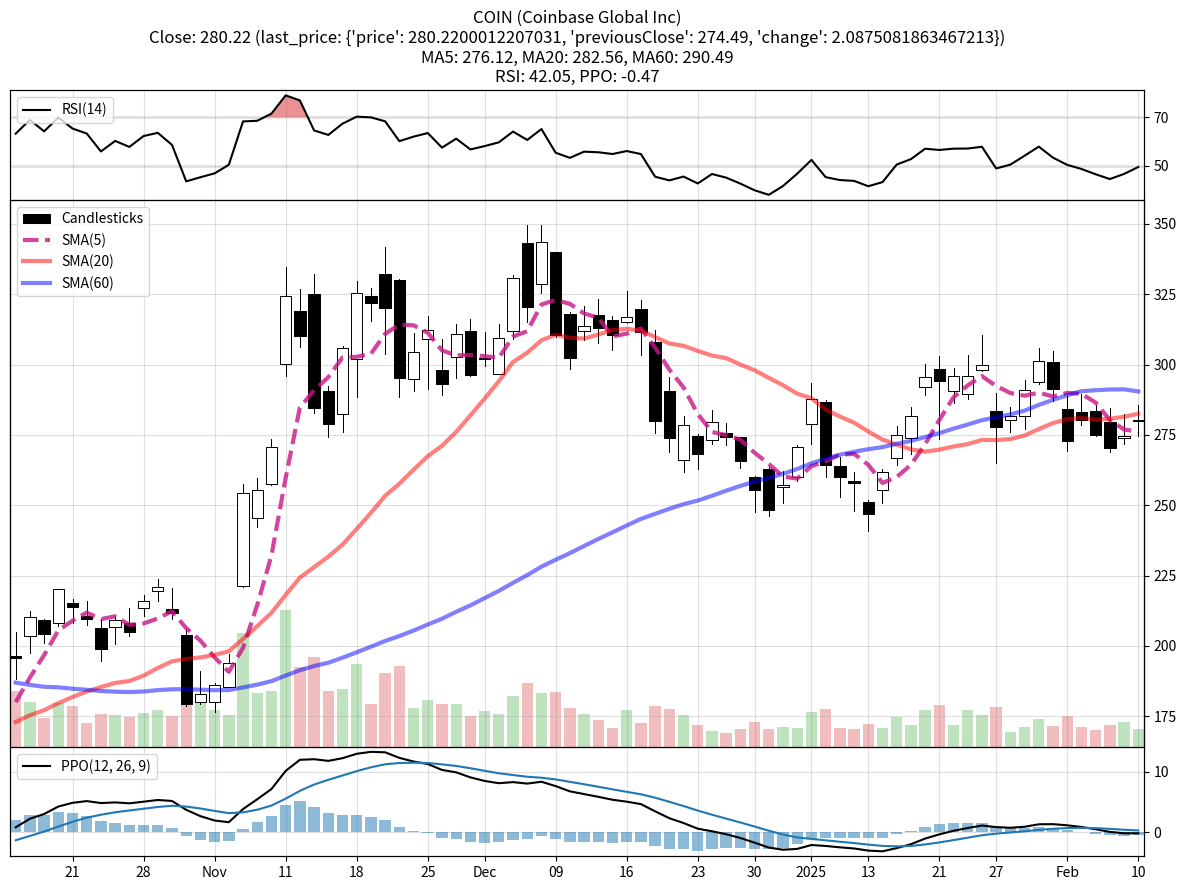 COIN (Coinbase Global Inc)
Close: 280.22 (last_price: {'price': 280.2200012207031, 'previousClose': 274.49, 'change': 2.0875081863467213})
MA5: 276.12, MA20: 282.56, MA60: 290.49
RSI: 42.05, PPO: -0.47
RSI(14)
70
50
Candlesticks
SMA(5)
SMA(20)
SMA(60)
350
325
300
275
250
225
200
175
PPO(12, 26, 9)
10
0
21 28 Nov 11 18 25 Dec 09 16 23 30 2025 13 21 27 Feb 10